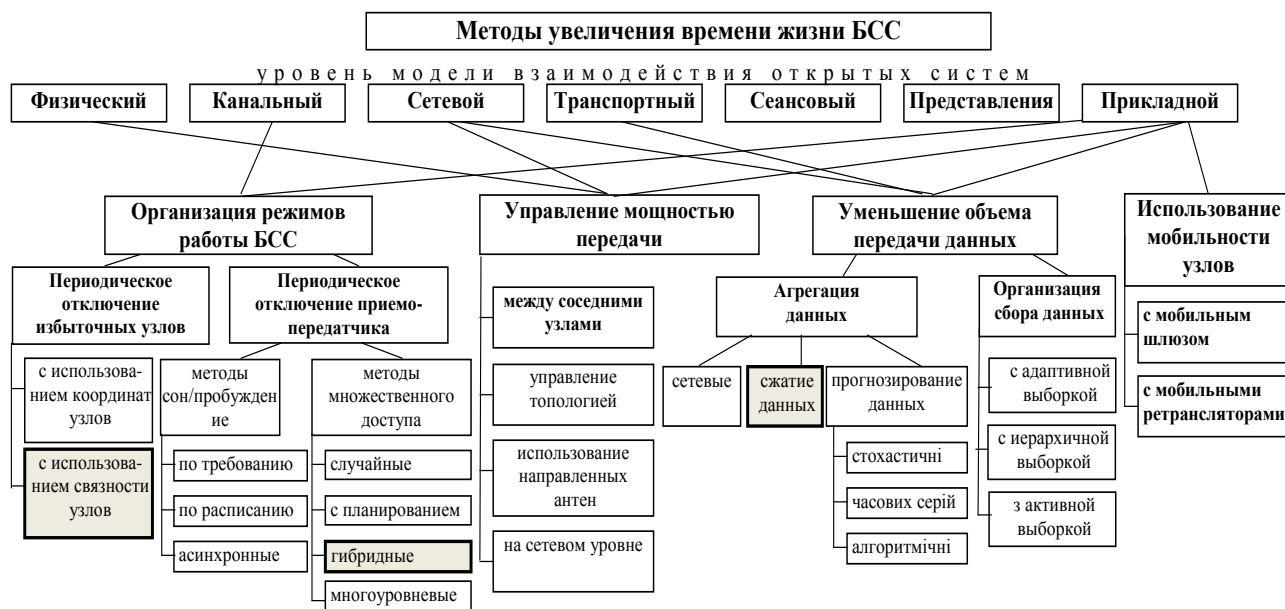 Методы увеличения времени жизни БСС
уровень модели взаимодействия открытых систем
Физический
Канальный
Сетевой
Транспортный
Сеансовый
Представления
Прикладной
Организация режимов
работы БСС
Управление мощностью
передачи
Уменьшение объема
передачи данных
Использование
мобильности
узлов
Периодическое
отключение
избыточных узлов
Периодическое
отключение приемо-
передатчика
между соседними
узлами
Агрегация
данных
Организация
сбора данных
с мобильным
шлюзом
с мобильными
ретрансляторами
с использова-
нием координат
узлов
с использова-
нием связности
узлов
методы
сон/пробужден
ие
по требованию
по расписанию
асинхронные
методы
множественного
доступа
случайные
с планированием
гибридные
многоуровневые
управление
топологией
использование
направленных
антен
на сетевом уровне
сетевые
сжатие
данных
прогнозирование
данных
стохастичні
часових серій
алгоритмічні
с адаптивной
выборкой
с иерархичной
выборкой
з активной
выборкой